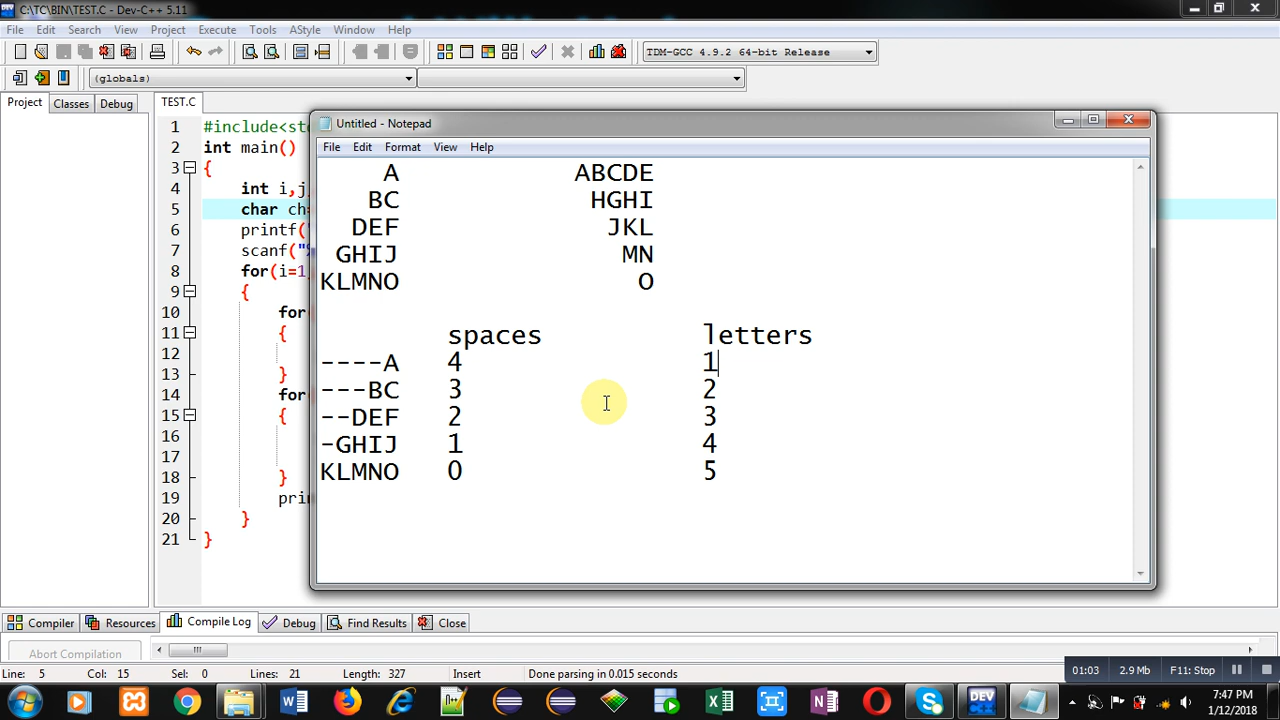 C:\TC\BIN\TEST.C - Dev-C++ 5.11
File Edit Search View Project Execute Tools AStyle Window Help
TDM-GCC 4.9.2 64-bit Release
(globals)
Project Classes Debug TEST.C
1 #include<st
2 int main()
3 {
4 int i,j
5 char ch=
6 printf("
7 scanf("%
8 for(i=1
9 {
10 for
11 {
12
13 }
14 for
15 {
16
17
18 }
19 prin
20 }
21 }
Untitled - Notepad
File Edit Format View Help
A ABCDE
BC HGHI
DEF JKL
GHIJ MN
KLMNO O
spaces letters
----A 4 1
---BC 3 2
--DEF 2 3
-GHIJ 1 4
KLMNO 0 5
Compiler Resources Compile Log Debug Find Results Close
Abort Compilation
Line: 5 Col: 15 Sel: 0 Lines: 21 Length: 327 Insert Done parsing in 0.015 seconds
01:03 2.9 Mb F11: Stop
7:47 PM
1/12/2018